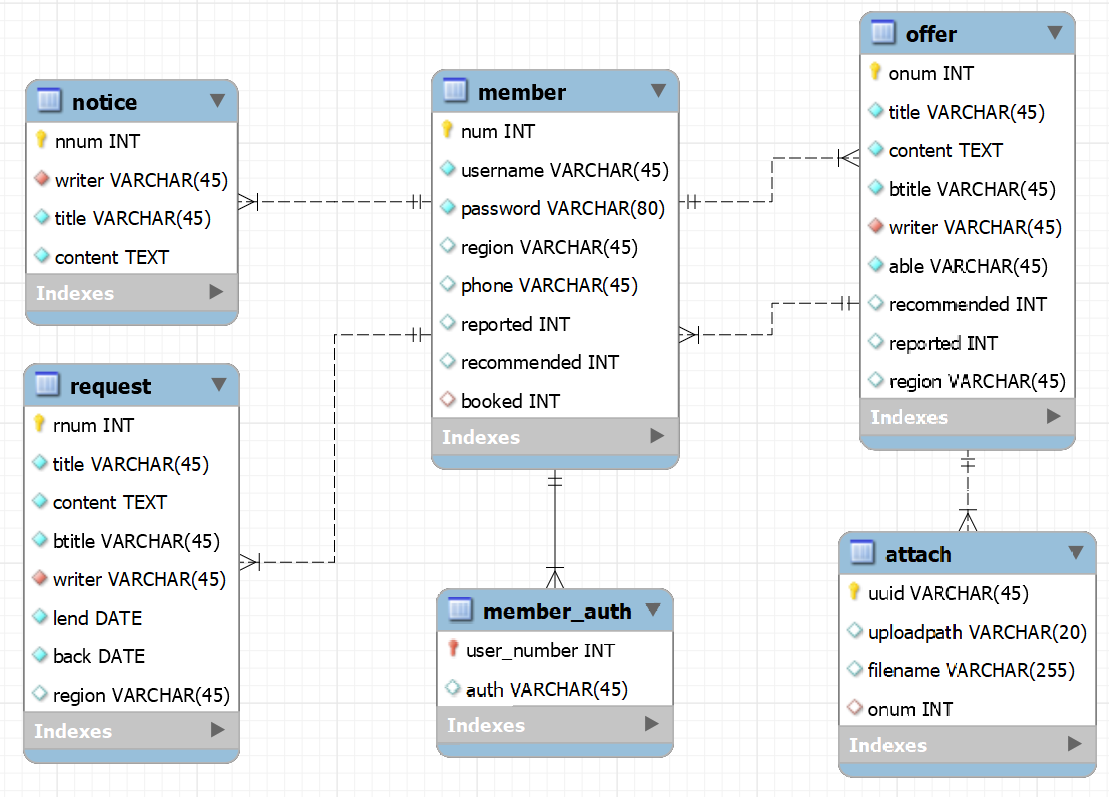 notice
nnum INT
writer VARCHAR(45)
title VARCHAR(45)
content TEXT
Indexes
request
rnum INT
title VARCHAR(45)
content TEXT
btitle VARCHAR(45)
writer VARCHAR(45)
lend DATE
back DATE
region VARCHAR(45)
Indexes
member
num INT
username VARCHAR(45)
password VARCHAR(80)
region VARCHAR(45)
phone VARCHAR(45)
reported INT
recommended INT
booked INT
Indexes
member_auth
user_number INT
auth VARCHAR(45)
Indexes
offer
onum INT
title VARCHAR(45)
content TEXT
btitle VARCHAR(45)
writer VARCHAR(45)
able VARCHAR(45)
recommended INT
reported INT
region VARCHAR(45)
Indexes
attach
uuid VARCHAR(45)
uploadpath VARCHAR(20)
filename VARCHAR(255)
onum INT
Indexes